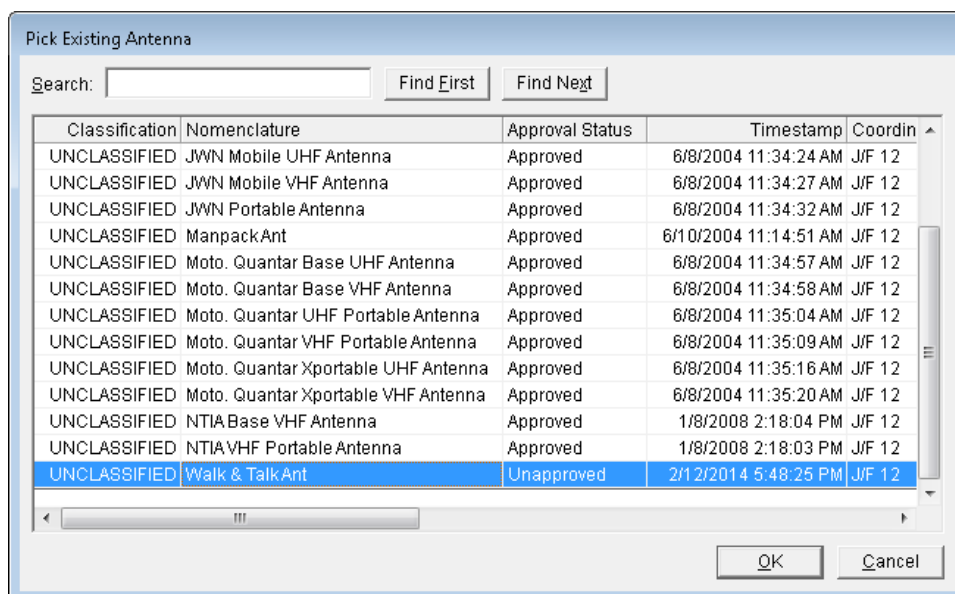 Pick Existing Antenna
Search: Find First Find Next
Classification Nomenclature Approval Status Timestamp Coordin
UNCLASSIFIED JWN Mobile UHF Antenna Approved 6/8/2004 11:34:24 AM J/F 12
UNCLASSIFIED JWN Mobile VHF Antenna Approved 6/8/2004 11:34:27 AM J/F 12
UNCLASSIFIED JWN Portable Antenna Approved 6/8/2004 11:34:32 AM J/F 12
UNCLASSIFIED Manpack Ant Approved 6/10/2004 11:14:51 AM J/F 12
UNCLASSIFIED Moto. Quantar Base UHF Antenna Approved 6/8/2004 11:34:57 AM J/F 12
UNCLASSIFIED Moto. Quantar Base VHF Antenna Approved 6/8/2004 11:34:58 AM J/F 12
UNCLASSIFIED Moto. Quantar UHF Portable Antenna Approved 6/8/2004 11:35:04 AM J/F 12
UNCLASSIFIED Moto. Quantar VHF Portable Antenna Approved 6/8/2004 11:35:09 AM J/F 12
UNCLASSIFIED Moto. Quantar Xportable UHF Antenna Approved 6/8/2004 11:35:16 AM J/F 12
UNCLASSIFIED Moto. Quantar Xportable VHF Antenna Approved 6/8/2004 11:35:20 AM J/F 12
UNCLASSIFIED NTIA Base VHF Antenna Approved 1/8/2008 2:18:04 PM J/F 12
UNCLASSIFIED NTIA VHF Portable Antenna Approved 1/8/2008 2:18:03 PM J/F 12
UNCLASSIFIED Walk & Talk Ant Unapproved 2/12/2014 5:48:25 PM J/F 12
OK Cancel